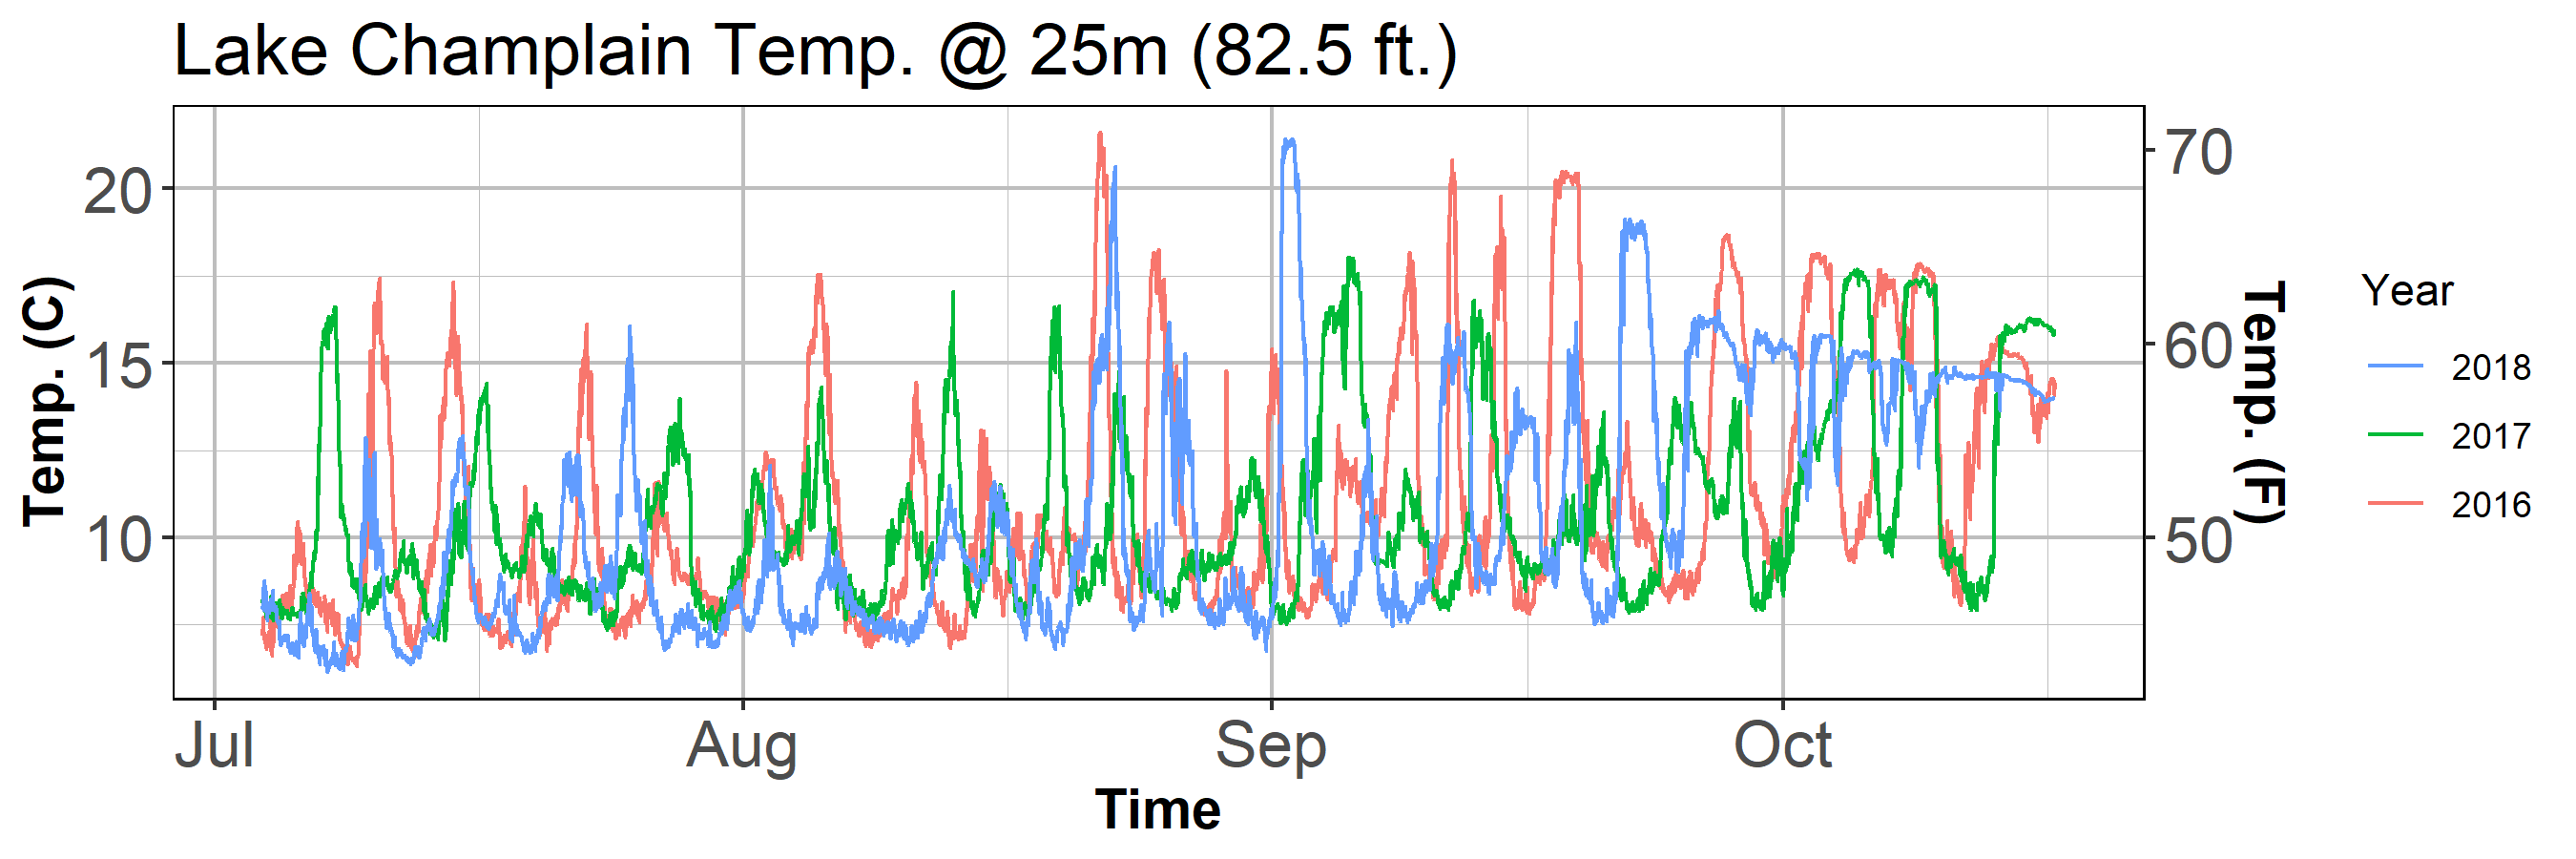 Lake Champlain Temp. @ 25m (82.5 ft.)
Temp. (C)
20
15
10
70
60
50
Temp. (F)
Jul Aug Sep Oct
Time
Year
2018
2017
2016